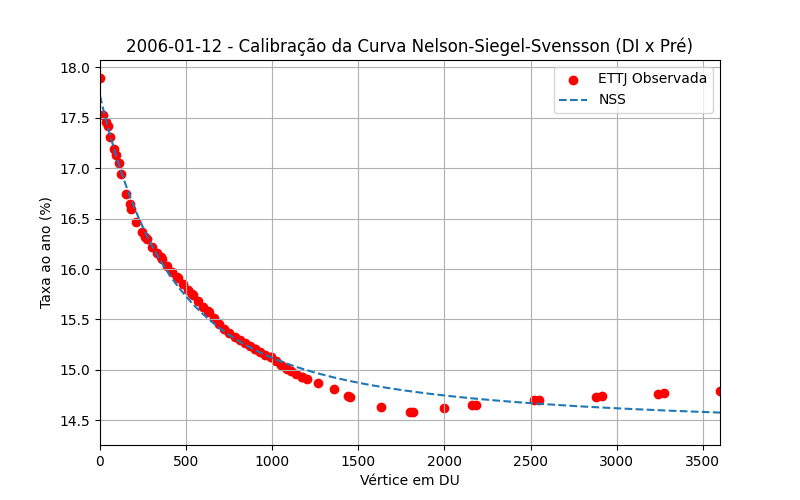 2006-01-12 - Calibração da Curva Nelson-Siegel-Svensson (DI x Pré)
18.0
17.5
17.0
16.5
16.0
15.5
15.0
14.5
Taxa ao ano (%)
ETTJ Observada
NSS
0 500 1000 1500 2000 2500 3000 3500
Vértice em DU